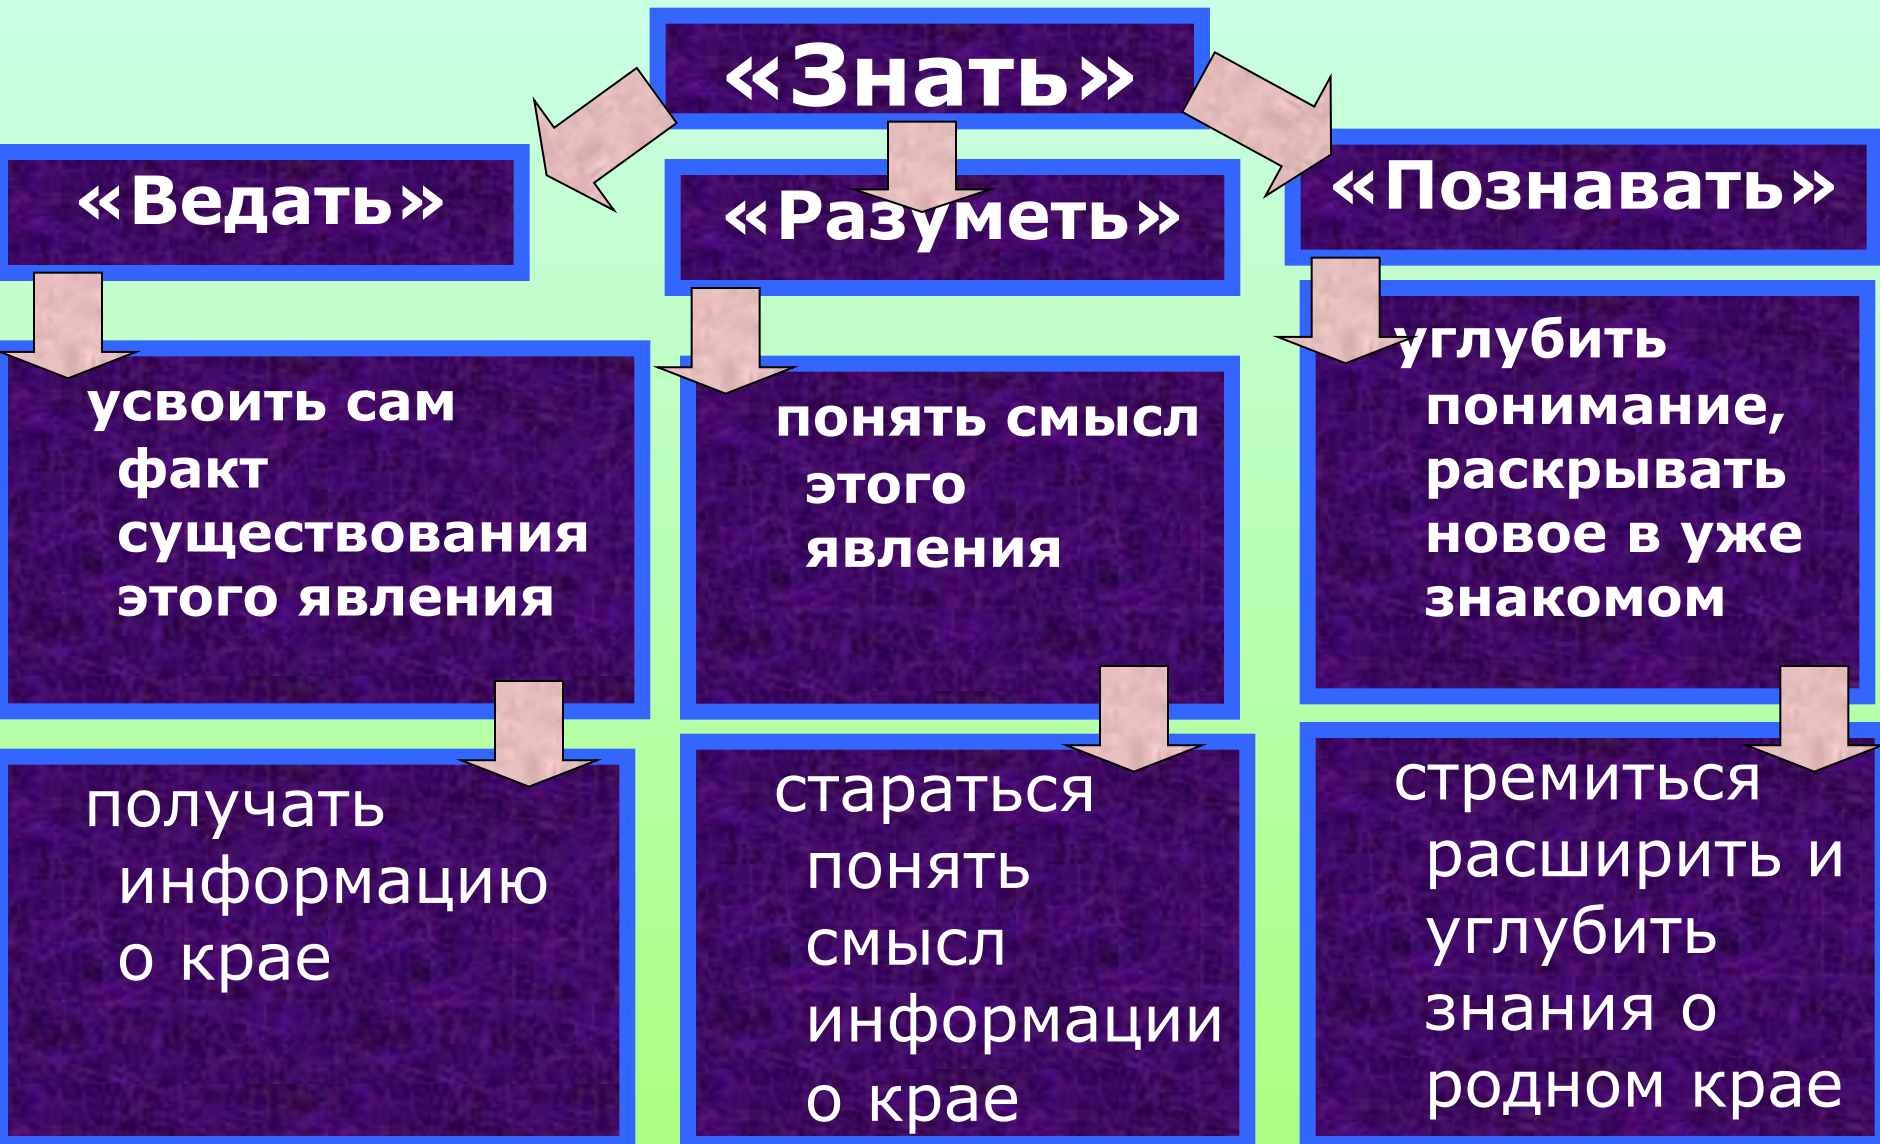 «Знать»
«Ведать»
«Разуметь»
«Познавать»
усвоить сам
факт
существования
этого явления
понять смысл
этого
явления
углубить
понимание,
раскрывать
новое в уже
знакомом
получать
информацию
о крае
стараться
понять
смысл
информации
о крае
стремиться
расширить и
углубить
знания о
родном крае